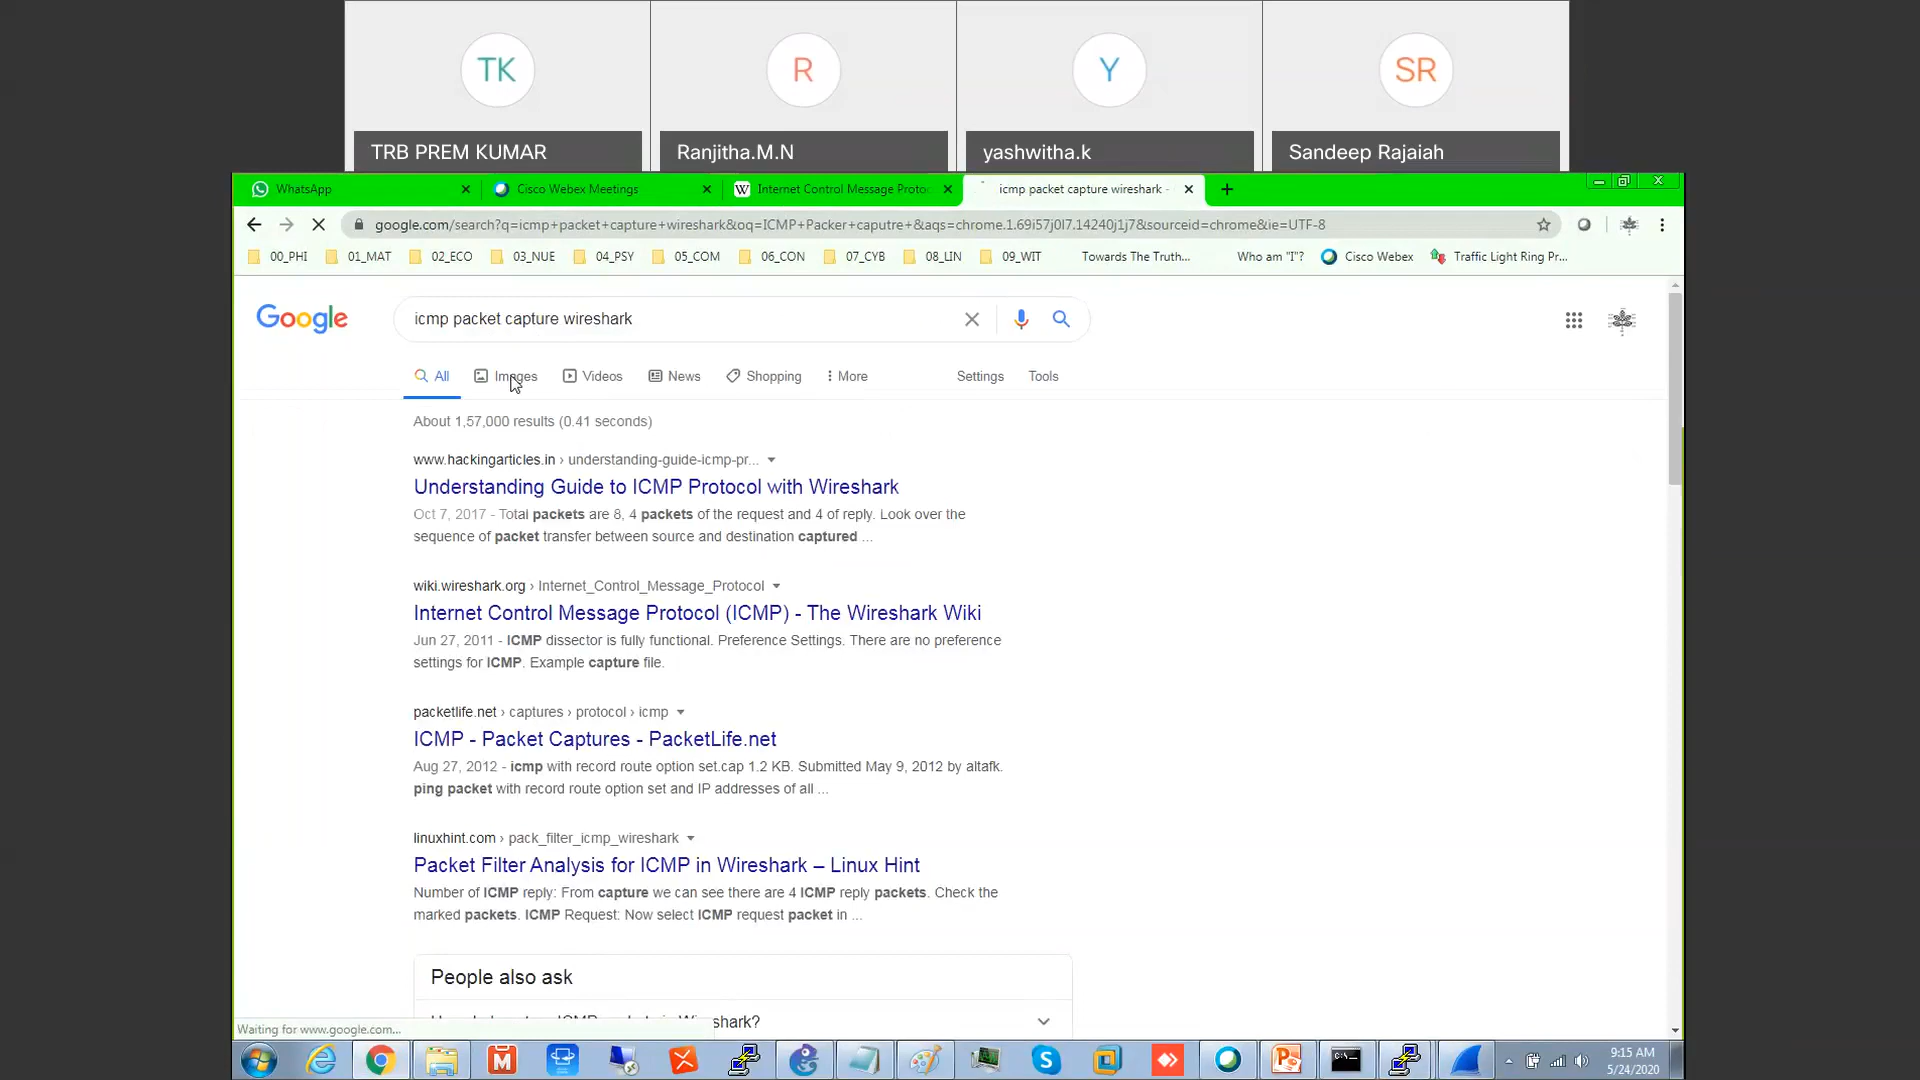 TK
R
Y
SR
TRB PREM KUMAR
Ranjitha.M.N
yashwitha.k
Sandeep Rajaiah
WhatsApp
Cisco Webex Meetings
W Internet Control Message Proto
icmp packet capture wireshark -
google.com/search?q=icmp+packet+capture+wireshark&oq=ICMP+Packer+caputre+&aqs=chrome.1.69i57j0l7.14240j1j7&sourceid=chrome&ie=UTF-8
00_PHI 01_MAT 02_ECO 03_NUE 04_PSY 05_COM 06_CON 07_CYB 08_LIN 09_WIT Towards The Truth... Who am "I"? Cisco Webex Traffic Light Ring Pr...
Google
icmp packet capture wireshark
All Images Videos News Shopping More Settings Tools
About 1,57,000 results (0.41 seconds)
www.hackingarticles.in › understanding-guide-icmp-pr...
Understanding Guide to ICMP Protocol with Wireshark
Oct 7, 2017 - Total packets are 8, 4 packets of the request and 4 of reply. Look over the
sequence of packet transfer between source and destination captured ...
wiki.wireshark.org › Internet_Control_Message_Protocol
Internet Control Message Protocol (ICMP) - The Wireshark Wiki
Jun 27, 2011 - ICMP dissector is fully functional. Preference Settings. There are no preference
settings for ICMP. Example capture file.
packetlife.net › captures › protocol › icmp
ICMP - Packet Captures - PacketLife.net
Aug 27, 2012 - icmp with record route option set.cap 1.2 KB. Submitted May 9, 2012 by altafk.
ping packet with record route option set and IP addresses of all ...
linuxhint.com › pack_filter_icmp_wireshark
Packet Filter Analysis for ICMP in Wireshark – Linux Hint
Number of ICMP reply: From capture we can see there are 4 ICMP reply packets. Check the
marked packets. ICMP Request: Now select ICMP request packet in ...
People also ask
shark?
Waiting for www.google.com...
9:15 AM
5/24/2020